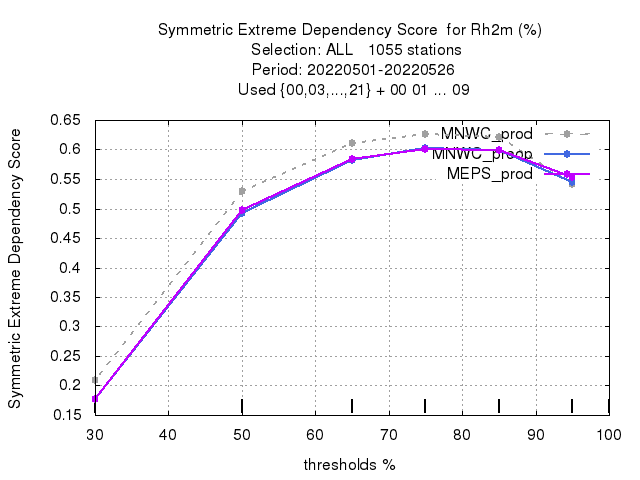 Symmetric Extreme Dependency Score  for Rh2m (%)
Selection: ALL   1055 stations
Period: 20220501-20220526
Used {00,03,...,21} + 00 01 ... 09
Symmetric Extreme Dependency Score
0.65
0.6
0.55
0.5
0.45
0.4
0.35
0.3
0.25
0.2
0.15
MNWC_prod
MNWC_preop
MEPS_prod
30 40 50 60 70 80 90 100
thresholds %